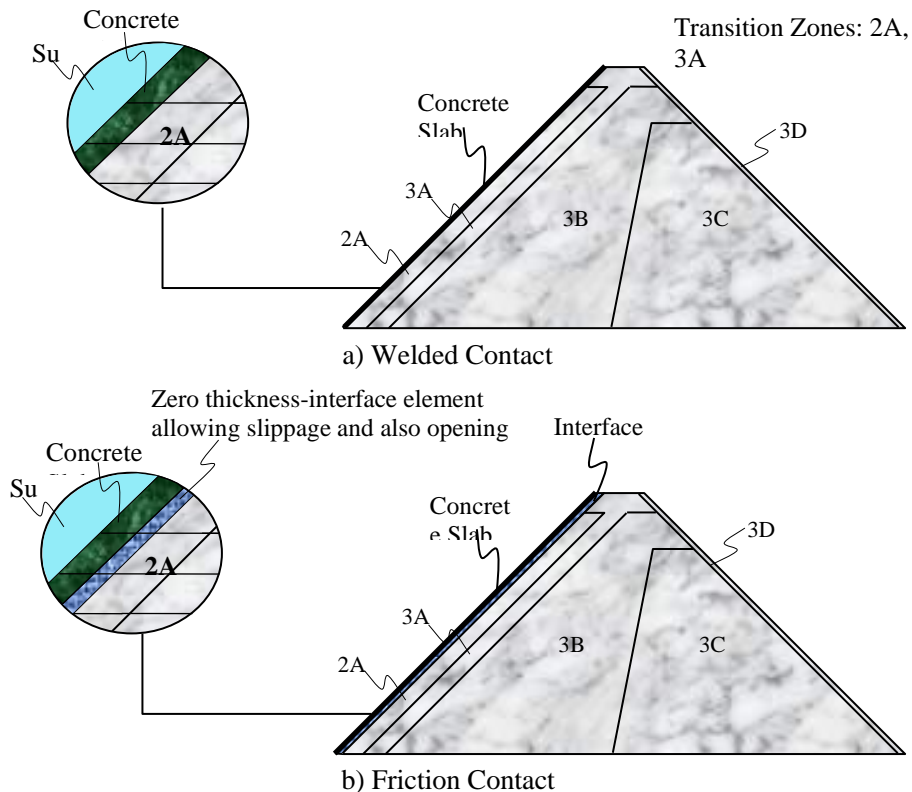 Concrete
Su
2A
Transition Zones: 2A,
3A
Concrete
Slab
3D
3A
3B
3C
2A
a) Welded Contact
Zero thickness-interface element
allowing slippage and also opening
Interface
Concrete
Su
2A
Concret
e Slab
3D
3A
3B
3C
2A
b) Friction Contact